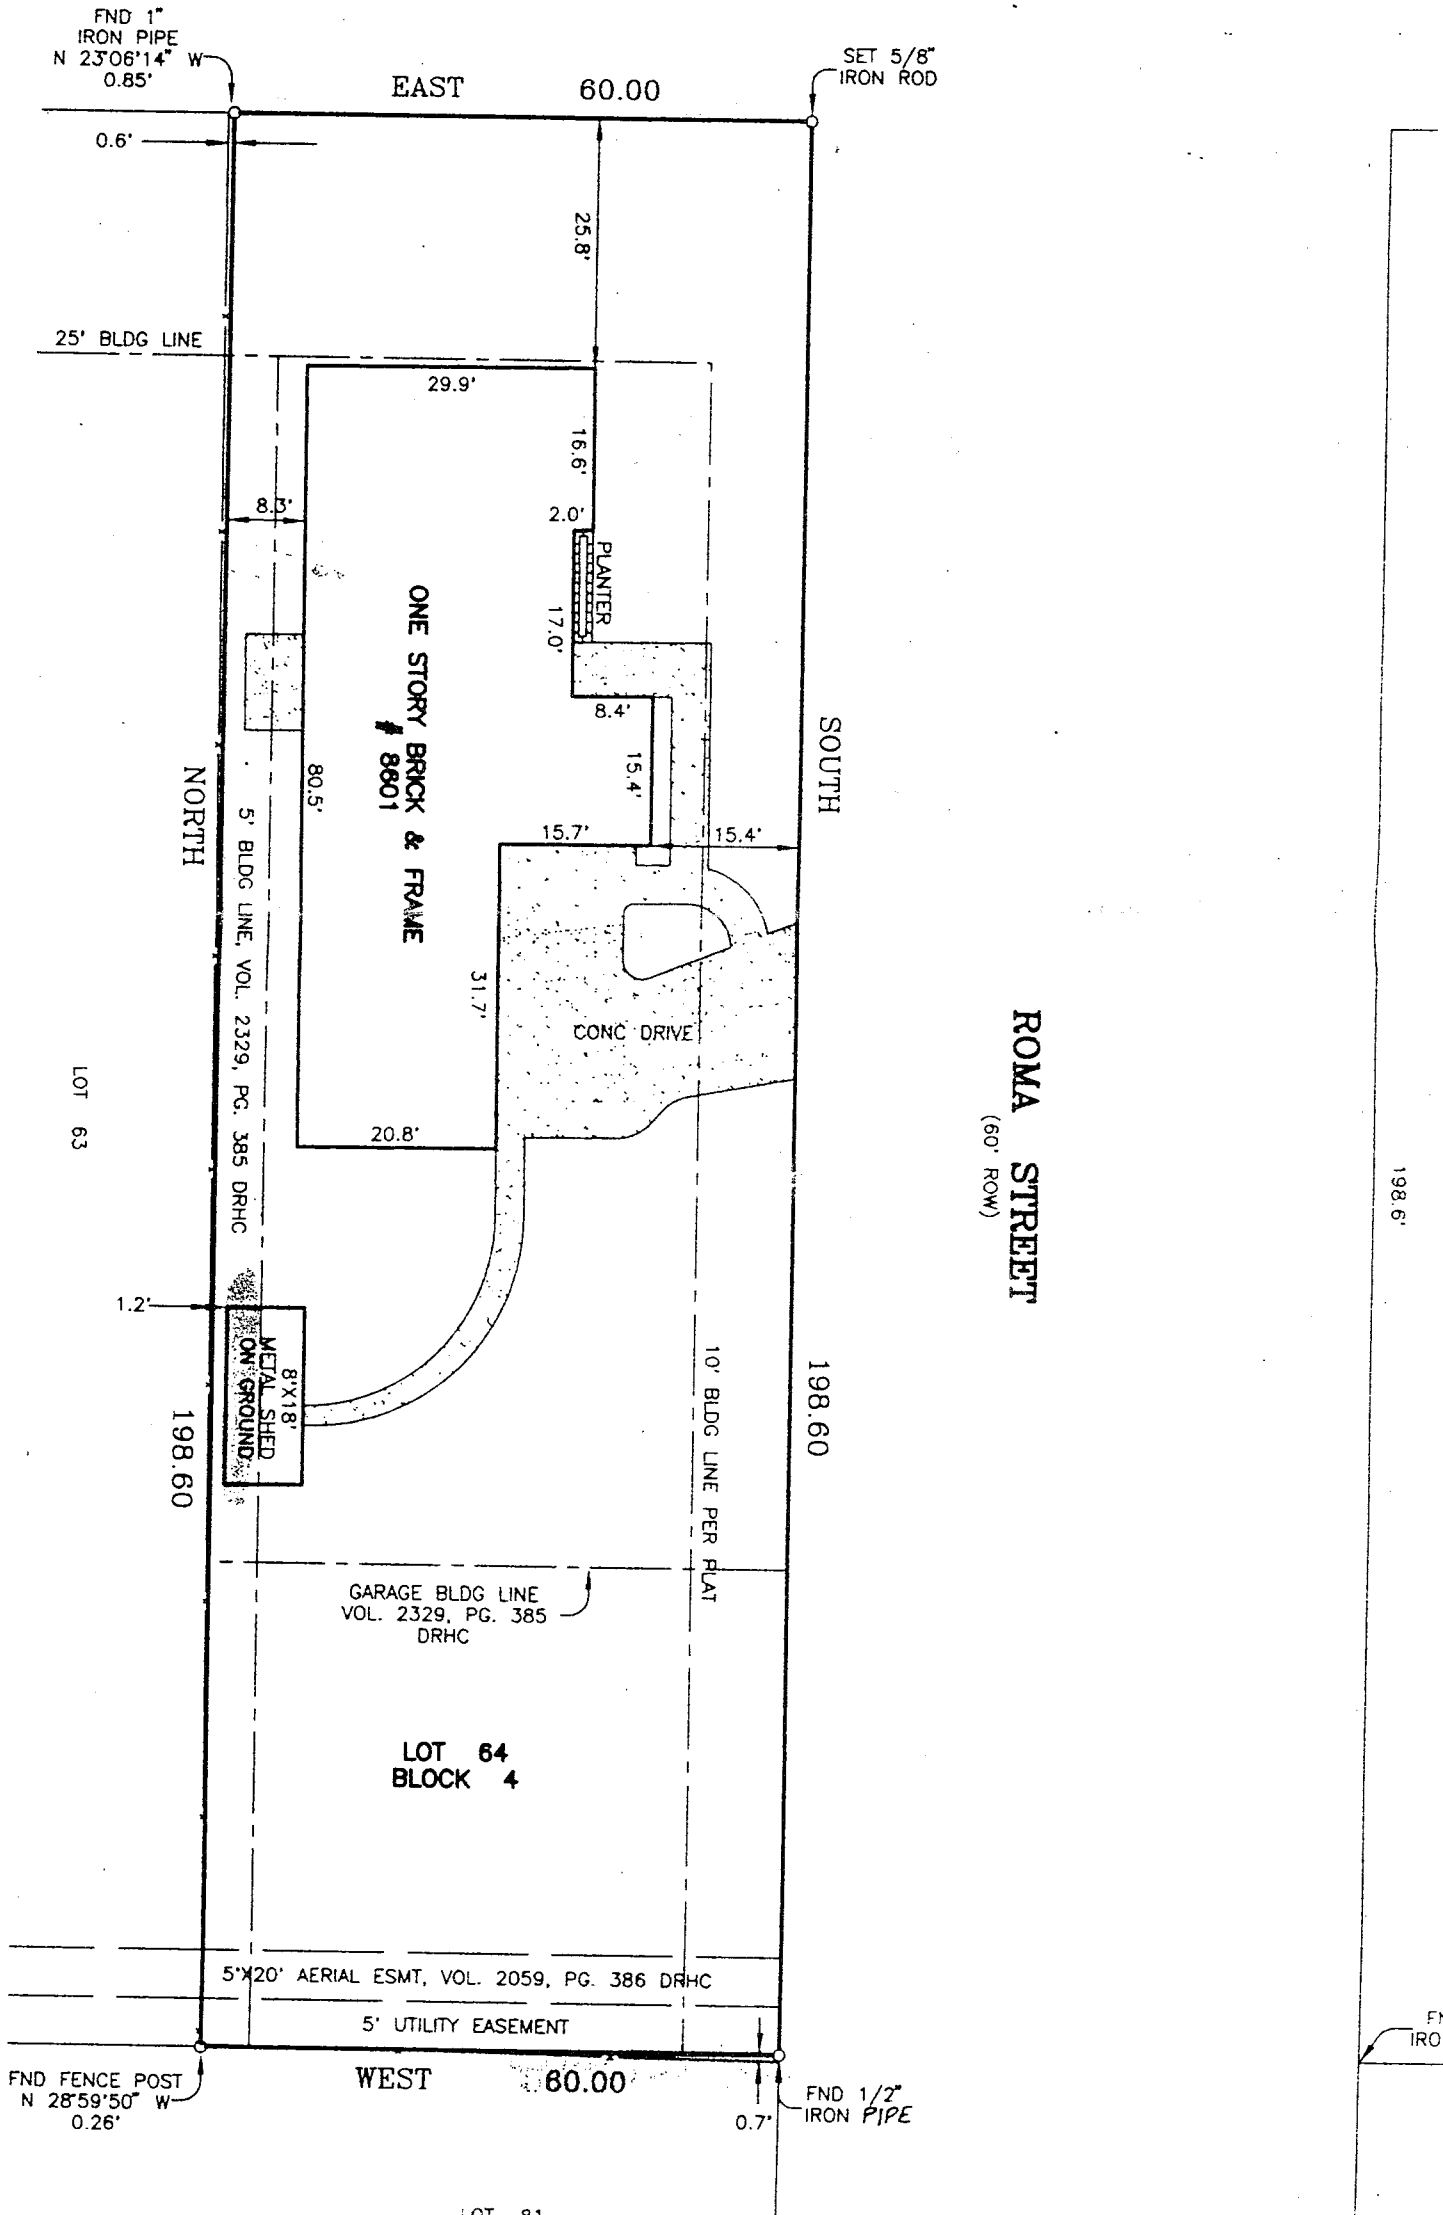 FND 1"
IRON PIPE
N 23°06'14" W
0.85'
SET 5/8"
IRON ROD
EAST 60.00
0.6'
25.8'
25' BLDG LINE
29.9'
16.6'
8.3'
2.0'
PLANTER
17.0'
ONE STORY BRICK & FRAME
# 8601
8.4'
15.4'
SOUTH
80.5'
NORTH
15.7'
15.4'
5' BLDG LINE, VOL. 2329, PG. 385 DRHC
31.7'
CONC DRIVE
ROMA STREET
(60' ROW)
LOT 63
20.8'
198.6'
1.2'
8'X18'
METAL SHED
ON GROUND
198.60
198.60
10' BLDG LINE PER PLAT
GARAGE BLDG LINE
VOL. 2329, PG. 385
DRHC
LOT 64
BLOCK 4
5'X20' AERIAL ESMT, VOL. 2059, PG. 386 DRHC
5' UTILITY EASEMENT
WEST 60.00
FND FENCE POST
N 28°59'50" W
0.26'
0.7'
FND 1/2"
IRON PIPE
LOT 81